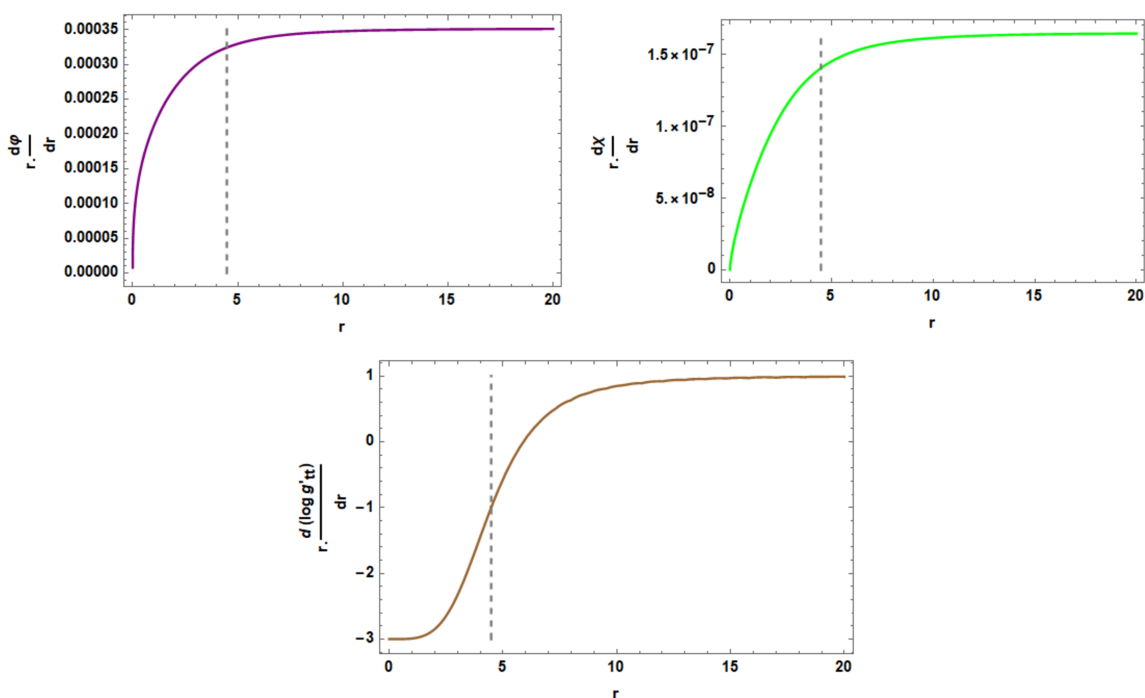 0.00035
0.00030
0.00025
0.00020
0.00015
0.00010
0.00005
0.00000
r. dφ/dr
0 5 10 15 20
r
1.5×10⁻⁷
1.×10⁻⁷
5.×10⁻⁸
0
r. dχ/dr
0 5 10 15 20
r
1
0
-1
-2
-3
r. d (log g'tt)/dr
0 5 10 15 20
r